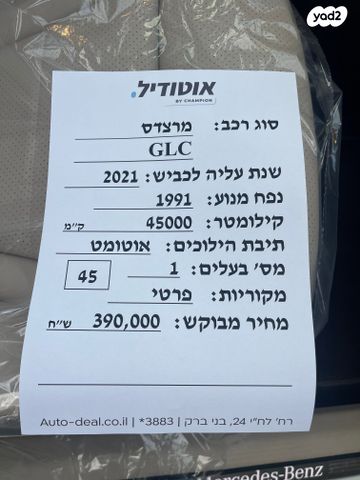 yad2
אוטודיל.
BY CHAMPION
סוג רכב: מרצדס
GLC
שנת עליה לכביש: 2021
נפח מנוע: 1991
קילומטר: 45000 ק"מ
תיבת הילוכים: אוטומט
מס' בעלים: 1
45
מקוריות: פרטי
מחיר מבוקש: 390,000 ש"ח
רח' לח"י 24, בני ברק | 3883* | Auto-deal.co.il
Mercedes-Benz